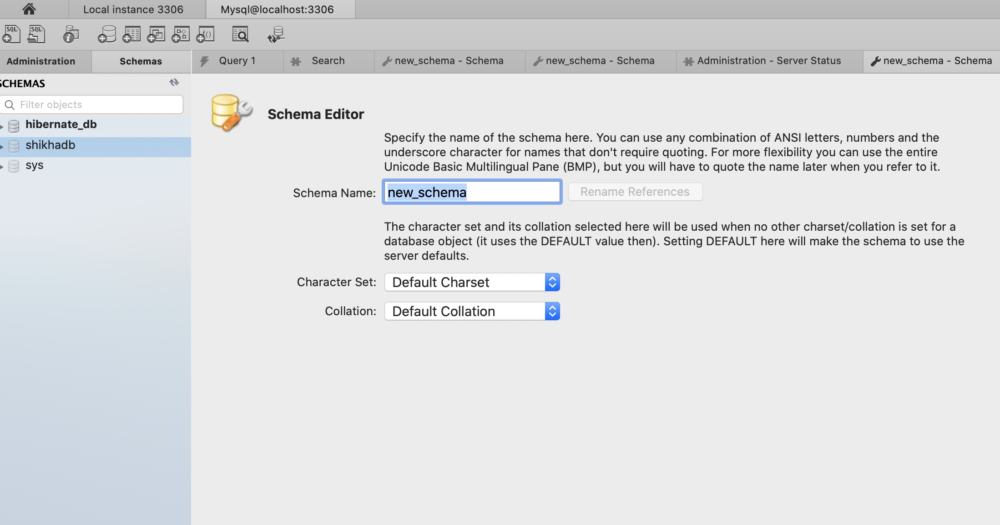 Local instance 3306
Mysql@localhost:3306
SQL
SQL
f()
Administration
Schemas
Query 1
Search
new_schema - Schema
new_schema - Schema
Administration - Server Status
new_schema - Schema
SCHEMAS
Filter objects
hibernate_db
shikhadb
sys
Schema Editor
Specify the name of the schema here. You can use any combination of ANSI letters, numbers and the
underscore character for names that don't require quoting. For more flexibility you can use the entire
Unicode Basic Multilingual Pane (BMP), but you will have to quote the name later when you refer to it.
Schema Name:
new_schema
Rename References
The character set and its collation selected here will be used when no other charset/collation is set for a
database object (it uses the DEFAULT value then). Setting DEFAULT here will make the schema to use the
server defaults.
Character Set:
Default Charset
Collation:
Default Collation